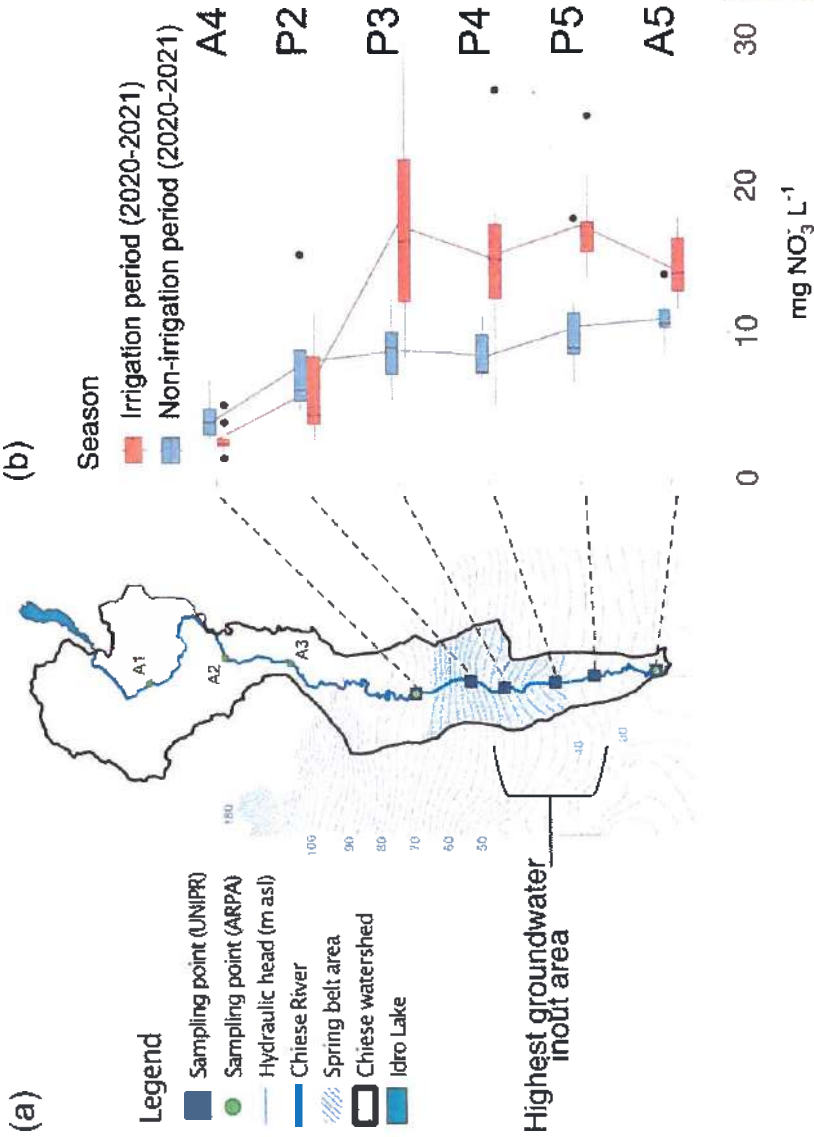 (a)
Legend
Sampling point (UNIPR)
Sampling point (ARPA)
Hydraulic head (m asl)
Chiese River
Spring belt area
Chiese watershed
Idro Lake
Highest groundwater
inout area
180
100
90
80
70
60
50
40
30
A1
A2
A3
(b)
Season
Irrigation period (2020-2021)
Non-irrigation period (2020-2021)
A4
P2
P3
P4
P5
A5
0
10
20
30
mg NO₃⁻ L⁻¹